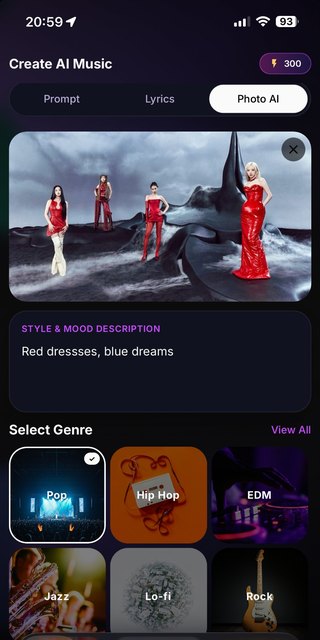 20:59
93
Create AI Music
300
Prompt
Lyrics
Photo AI
STYLE & MOOD DESCRIPTION
Red dressses, blue dreams
Select Genre
View All
Pop
Hip Hop
EDM
Jazz
Lo-fi
Rock